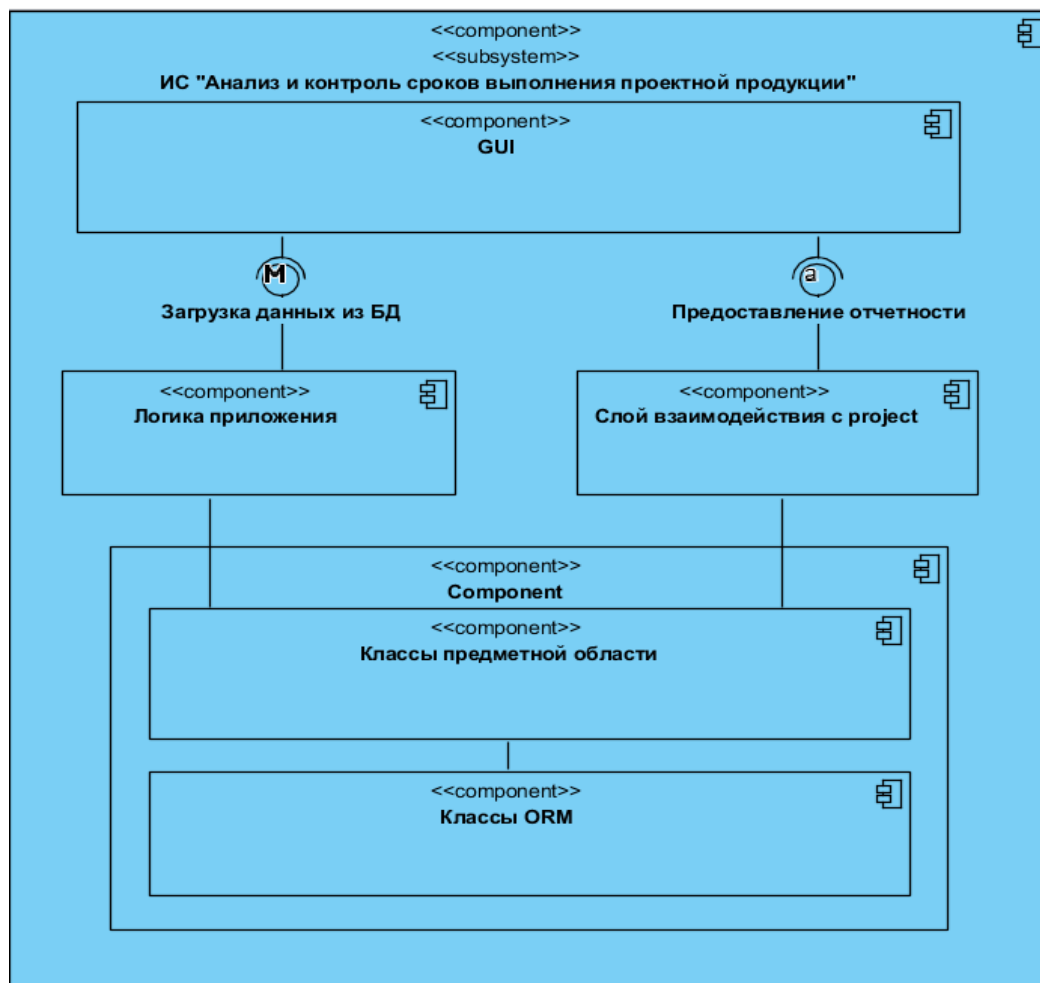 <<component>>
<<subsystem>>
ИС "Анализ и контроль сроков выполнения проектной продукции"
<<component>>
GUI
М
a
Загрузка данных из БД
Предоставление отчетности
<<component>>
Логика приложения
<<component>>
Слой взаимодействия с project
<<component>>
Component
<<component>>
Классы предметной области
<<component>>
Классы ORM